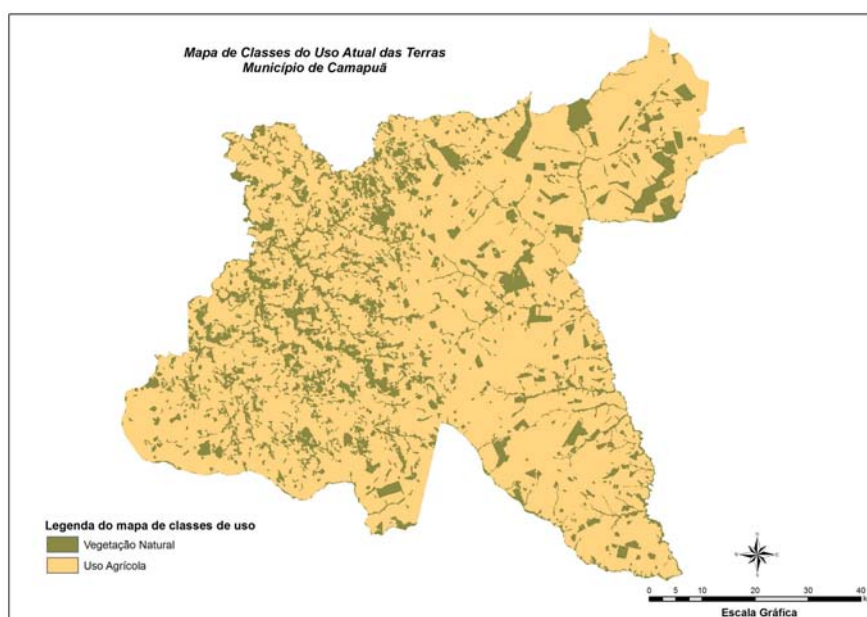 Mapa de Classes do Uso Atual das Terras
Município de Camapuã
Legenda do mapa de classes de uso
Vegetação Natural
Uso Agrícola
0 5 10 20 30 40
Escala Gráfica